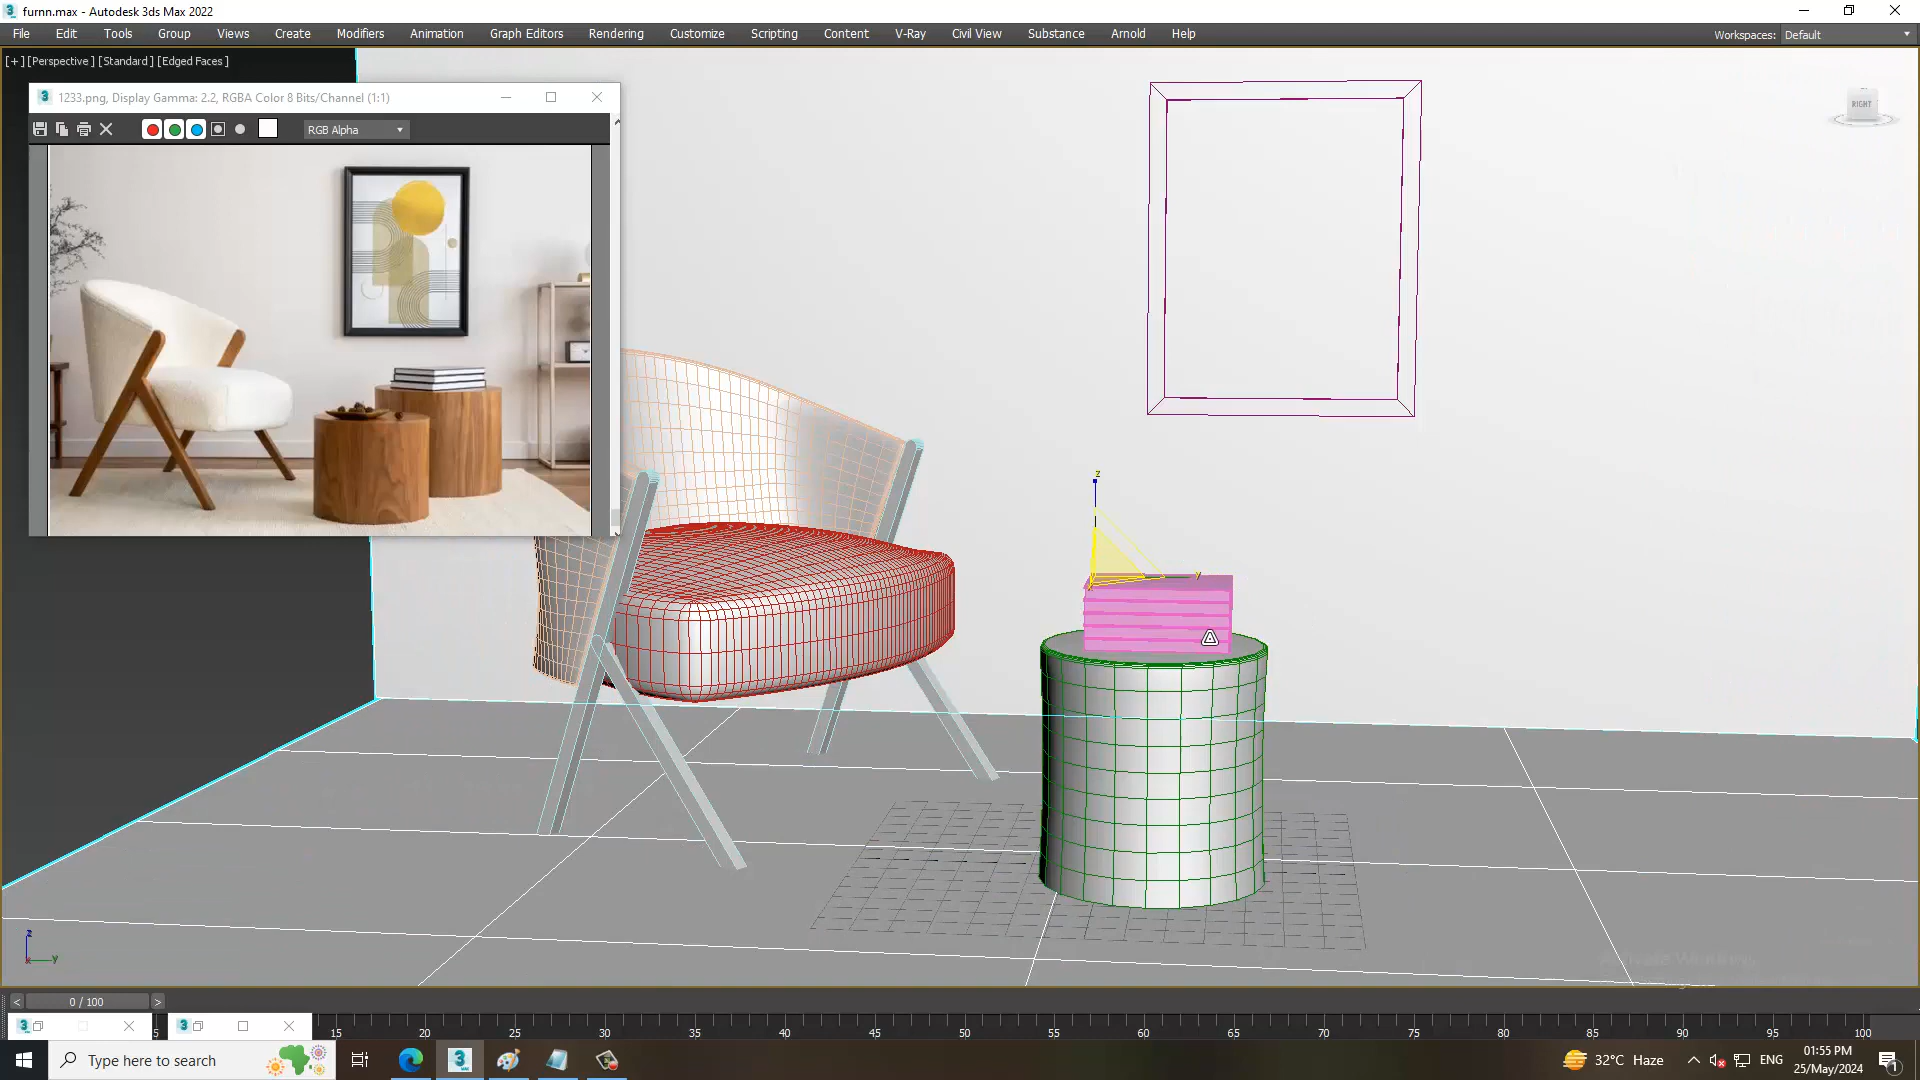 furnn.max - Autodesk 3ds Max 2022
File Edit Tools Group Views Create Modifiers Animation Graph Editors Rendering Customize Scripting Content V-Ray Civil View Substance Arnold Help
Workspaces: Default
[+] [Perspective] [Standard] [Edged Faces]
1233.png, Display Gamma: 2.2, RGBA Color 8 Bits/Channel (1:1)
RGB Alpha
RIGHT
z
y
x
z
y
x
0 / 100
5 15 20 25 30 35 40 45 50 55 60 65 70 75 80 85 90 95 100
Type here to search
32°C Haze
ENG
01:55 PM
25/May/2024
1